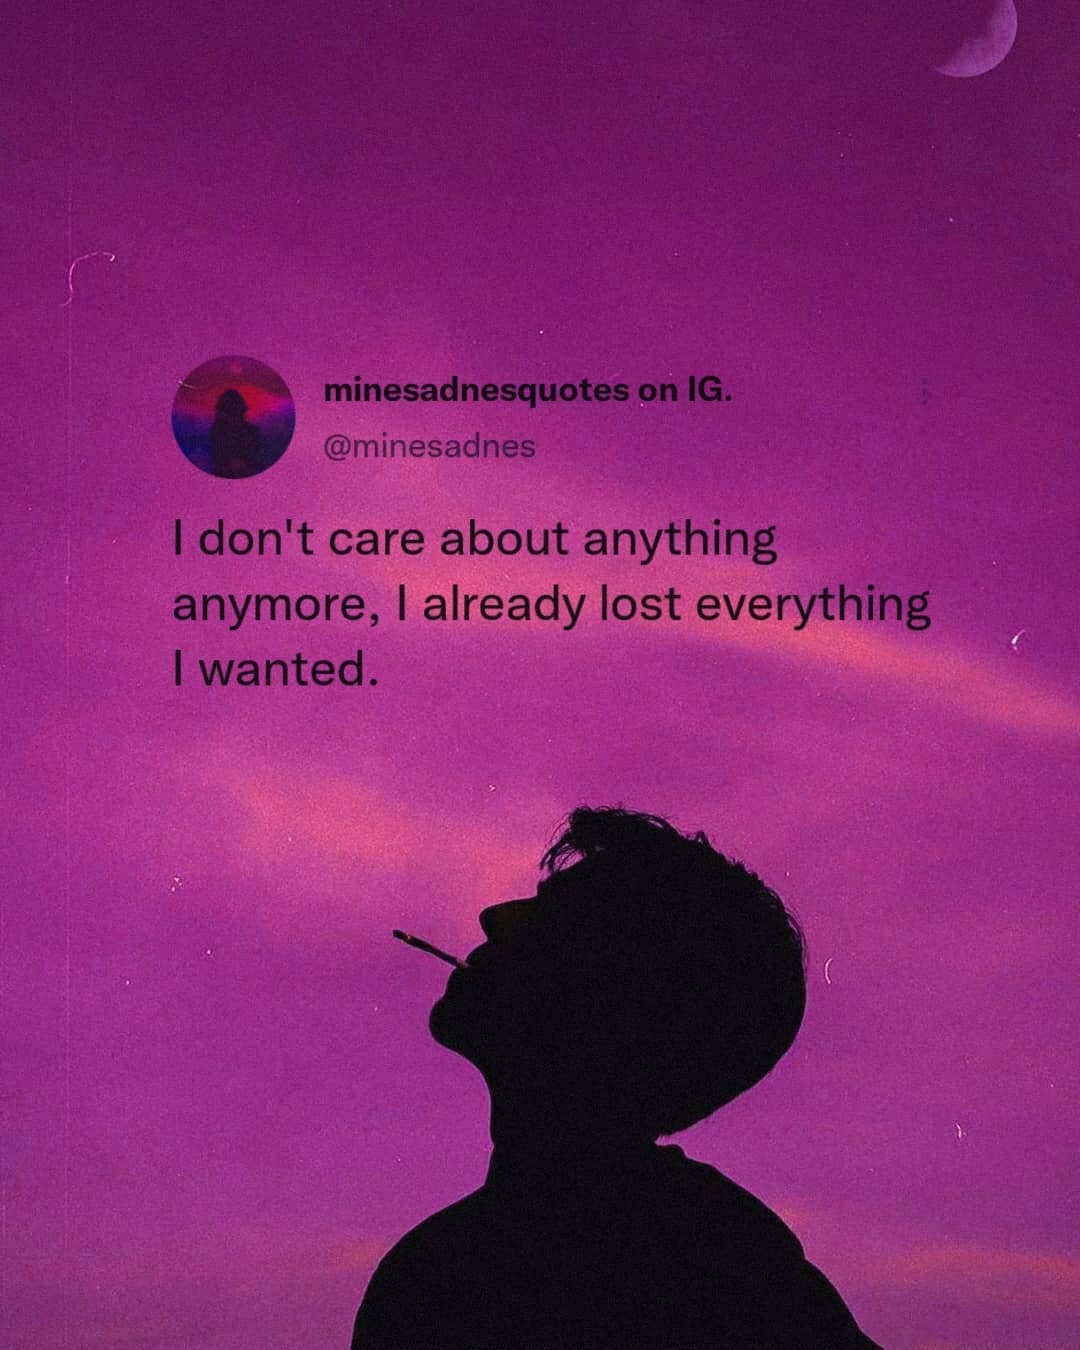 minesadnesquotes on IG.
@minesadnes
I don't care about anything
anymore, I already lost everything
I wanted.